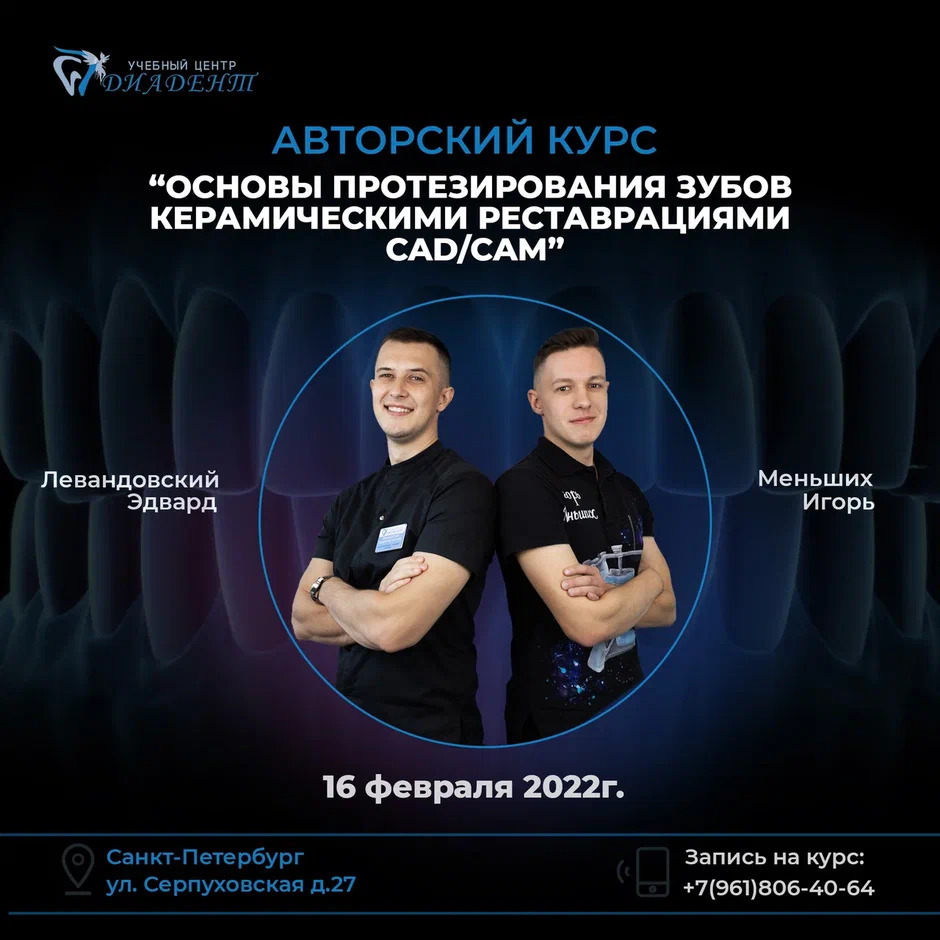 УЧЕБНЫЙ ЦЕНТР
ДИАДЕНТ
АВТОРСКИЙ КУРС
“ОСНОВЫ ПРОТЕЗИРОВАНИЯ ЗУБОВ
КЕРАМИЧЕСКИМИ РЕСТАВРАЦИЯМИ
CAD/CAM”
Левандовский
Эдвард
Меньших
Игорь
16 февраля 2022г.
Санкт-Петербург
ул. Серпуховская д.27
Запись на курс:
+7(961)806-40-64